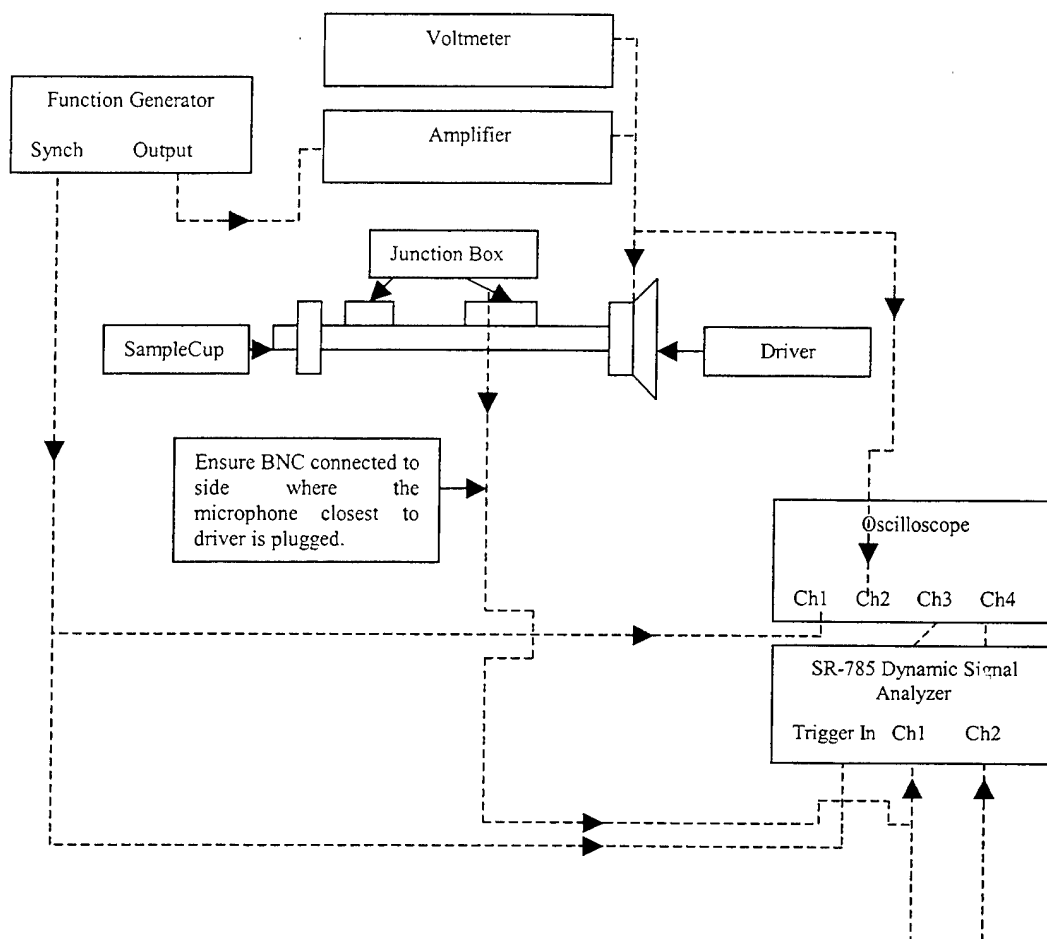 Voltmeter
Function Generator
Synch Output
Amplifier
Junction Box
SampleCup
Driver
Ensure BNC connected to
side where the
microphone closest to
driver is plugged.
Oscilloscope
Ch1 Ch2 Ch3 Ch4
SR-785 Dynamic Signal
Analyzer
Trigger In Ch1 Ch2